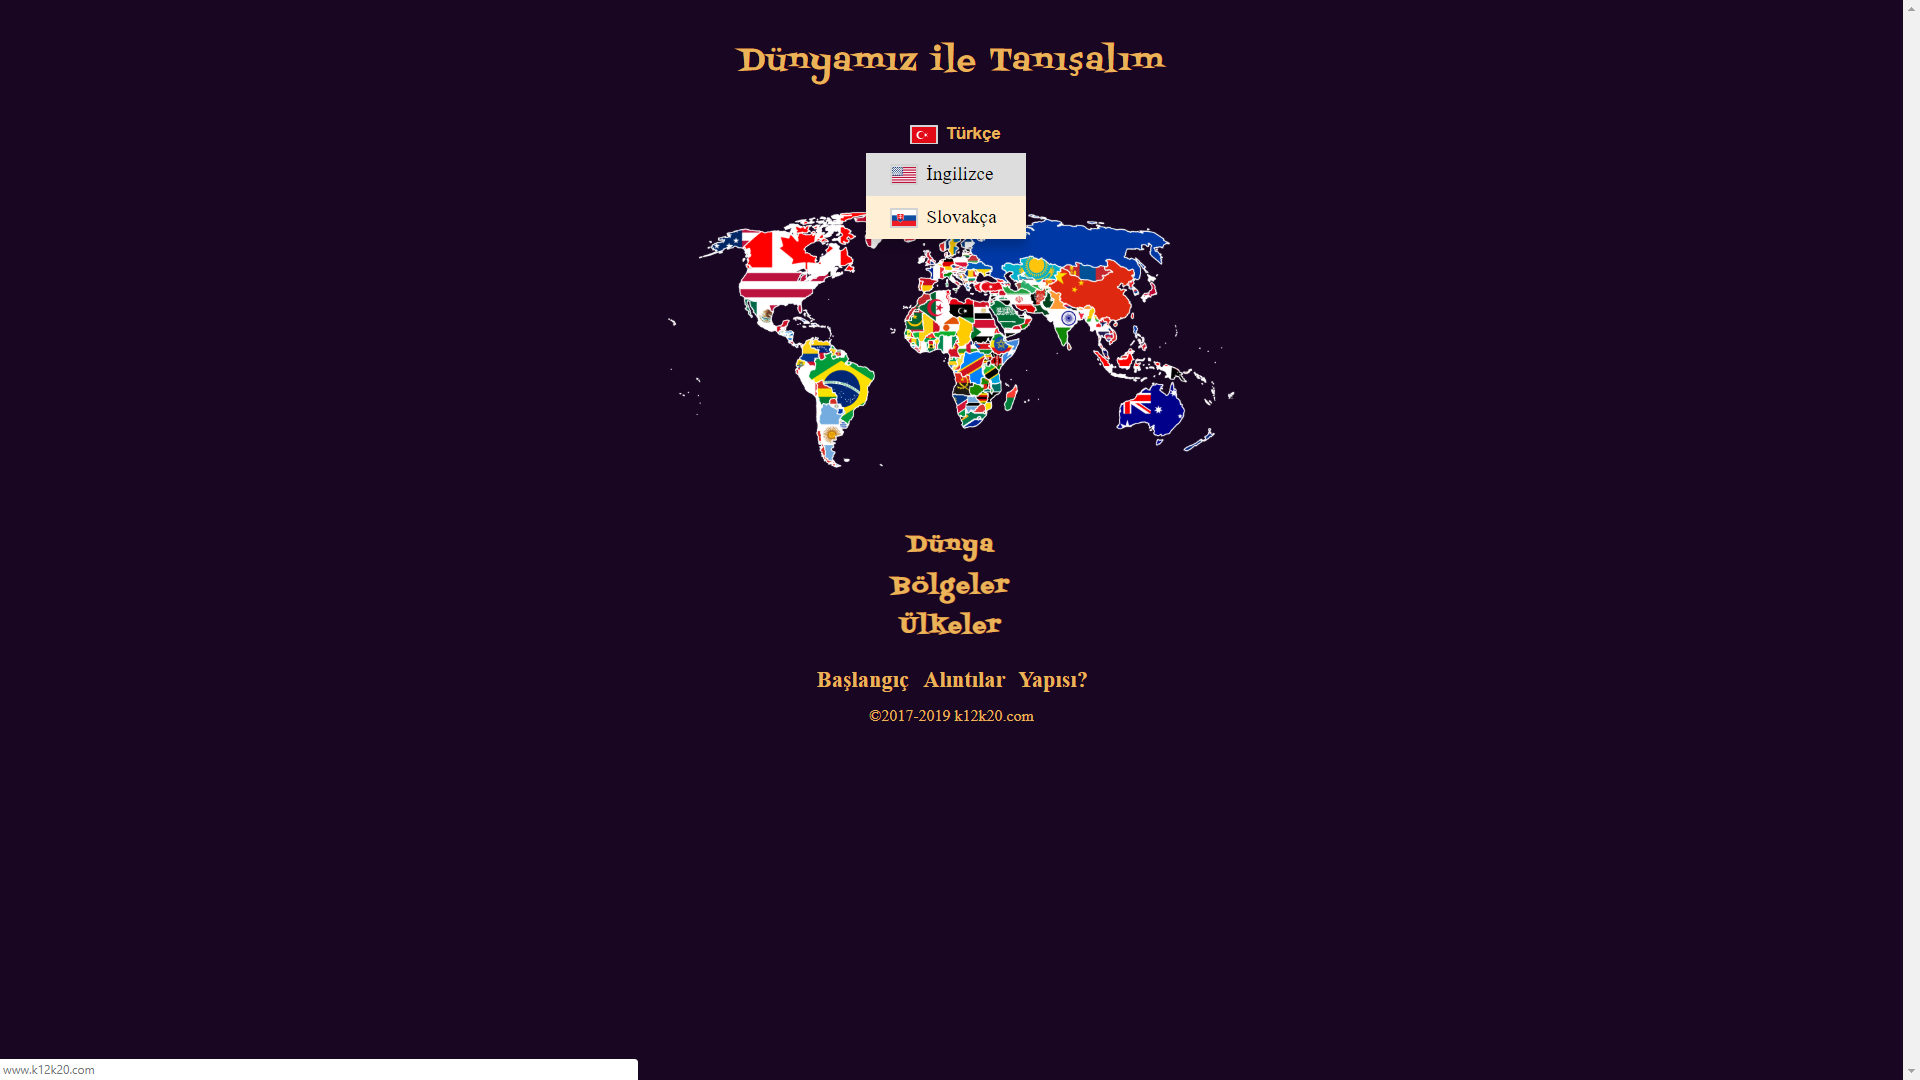 Dünyamız ile Tanışalım
Türkçe
İngilizce
Slovakça
Dünya
Bölgeler
Ülkeler
Başlangıç Alıntılar Yapısı?
©2017-2019 k12k20.com
www.k12k20.com